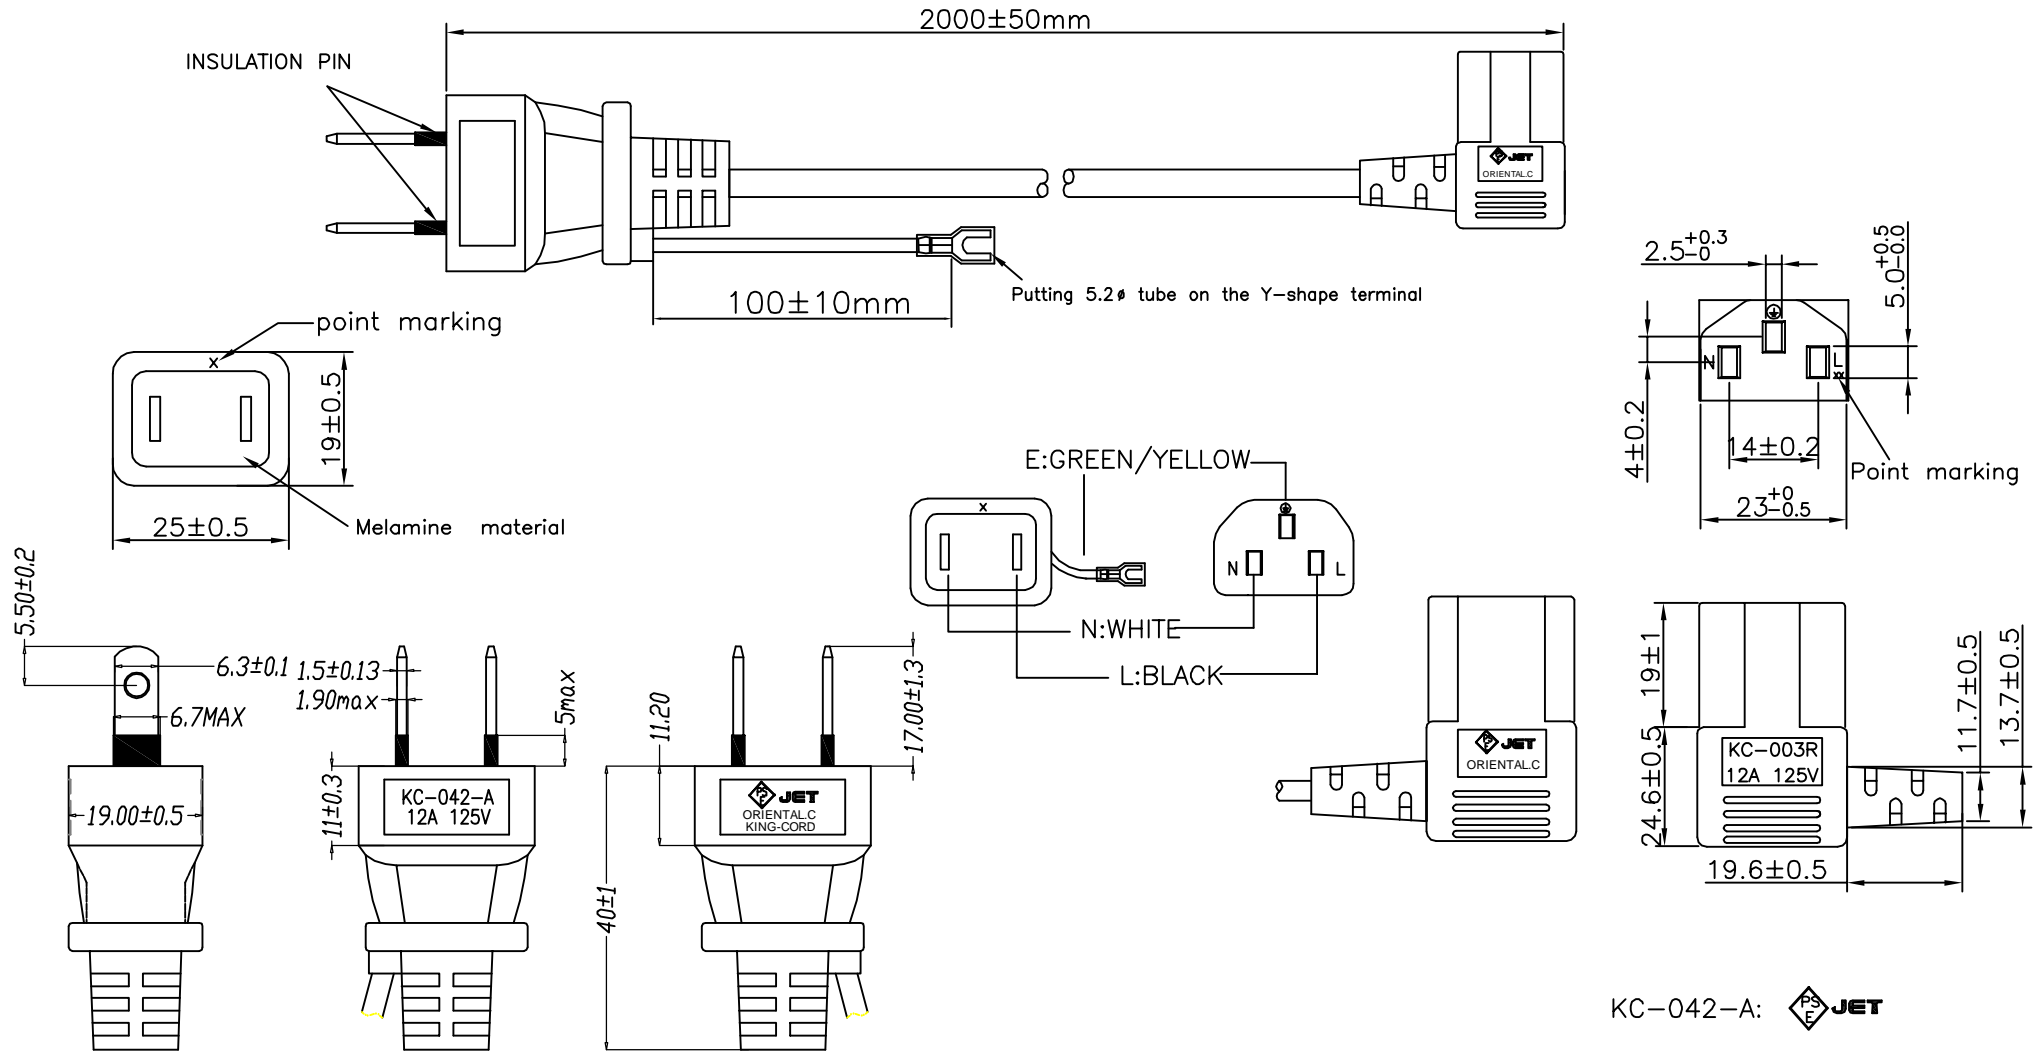 2000±50mm
INSULATION PIN
JET
ORIENTAL.C
Putting 5.2ø tube on the Y-shape terminal
100±10mm
point marking
x
19±0.5
25±0.5
Melamine material
2.5+0.3-0
5.0+0.5-0.0
4±0.2
N
L
xx
14±0.2
Point marking
23+0-0.5
E:GREEN/YELLOW
x
N
L
N:WHITE
L:BLACK
5.50±0.2
6.3±0.1
6.7MAX
19.00±0.5
1.5±0.13
1.90max
5max
11±0.3
KC-042-A
12A 125V
11.20
17.00±1.3
PSE JET
ORIENTAL.C
KING-CORD
40±1
PSE JET
ORIENTAL.C
19±1
24.6±0.5
KC-003R
12A 125V
11.7±0.5
13.7±0.5
19.6±0.5
KC-042-A: PSE JET